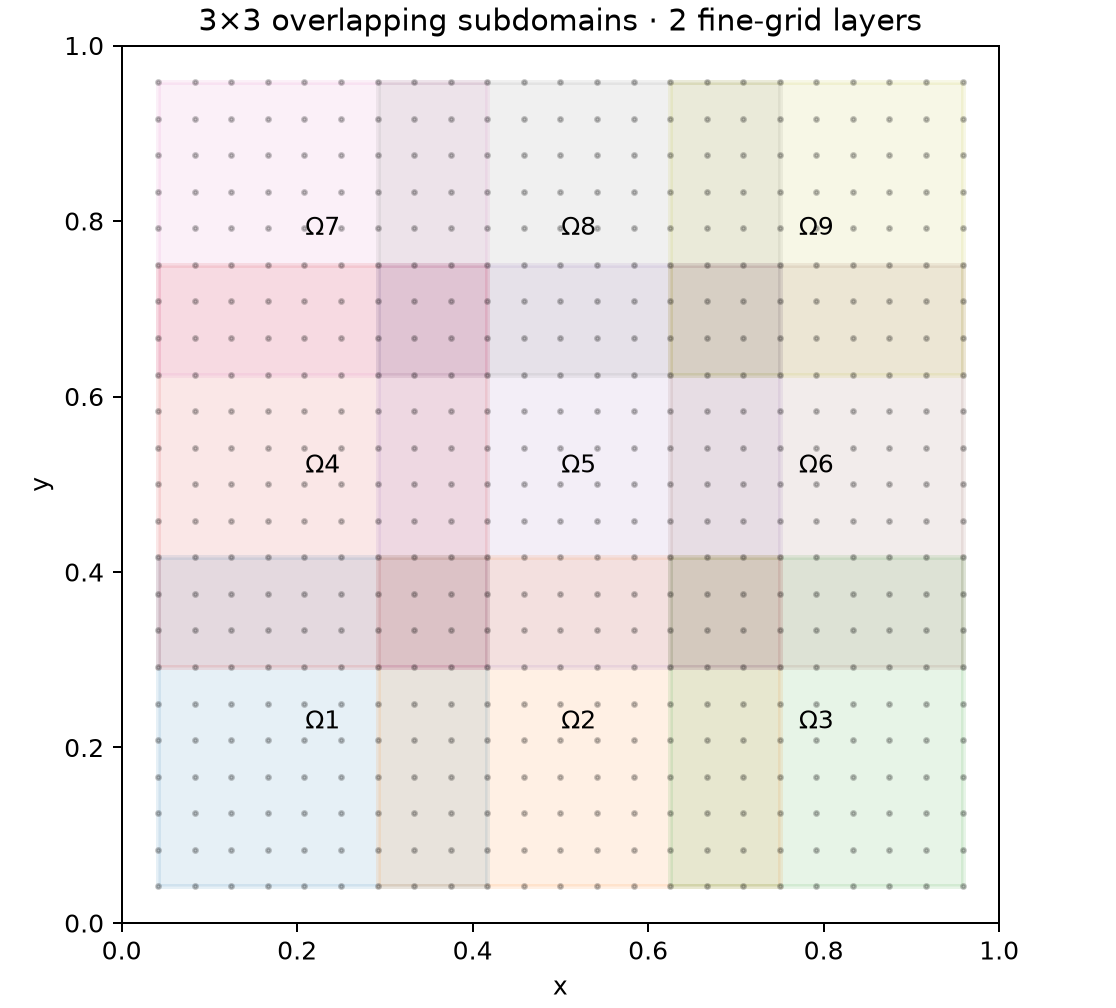 3×3 overlapping subdomains · 2 fine-grid layers
1.0
0.8
0.6
0.4
0.2
0.0
y
Ω7 Ω8 Ω9
Ω4 Ω5 Ω6
Ω1 Ω2 Ω3
0.0 0.2 0.4 0.6 0.8 1.0
x